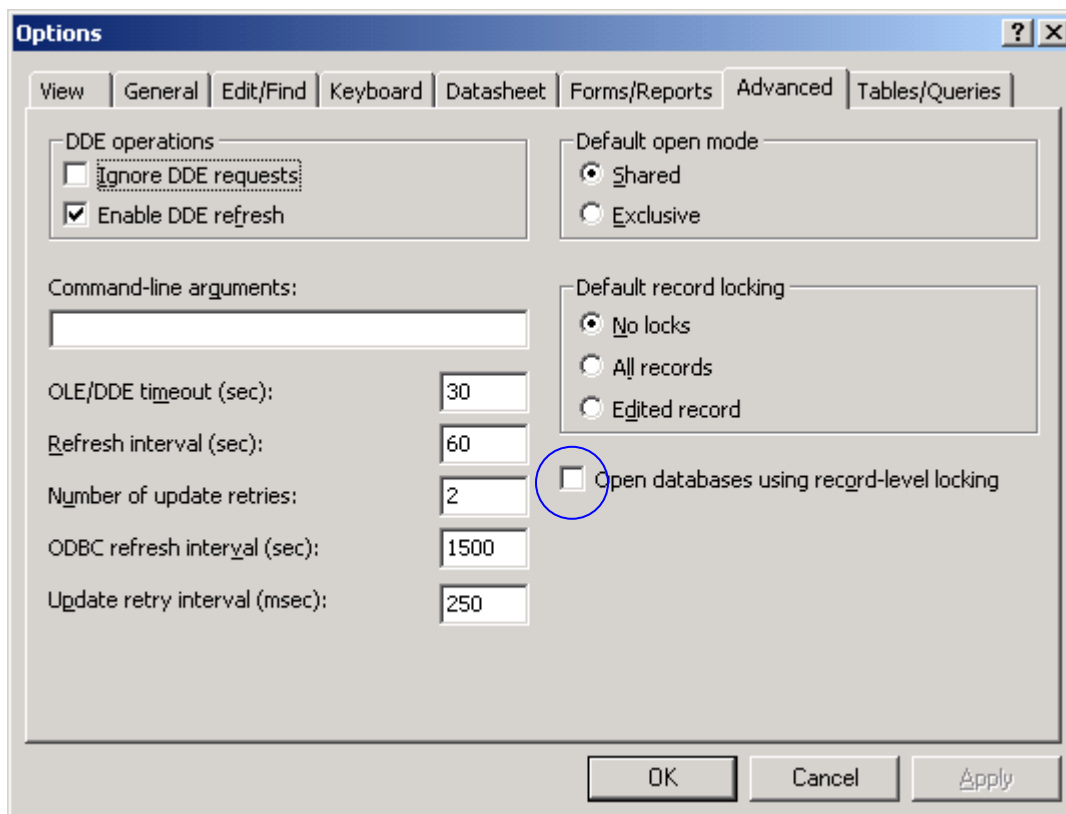 Options
View General Edit/Find Keyboard Datasheet Forms/Reports Advanced Tables/Queries
DDE operations
Ignore DDE requests
Enable DDE refresh
Command-line arguments:
OLE/DDE timeout (sec): 30
Refresh interval (sec): 60
Number of update retries: 2
ODBC refresh interval (sec): 1500
Update retry interval (msec): 250
Default open mode
Shared
Exclusive
Default record locking
No locks
All records
Edited record
Open databases using record-level locking
OK Cancel Apply